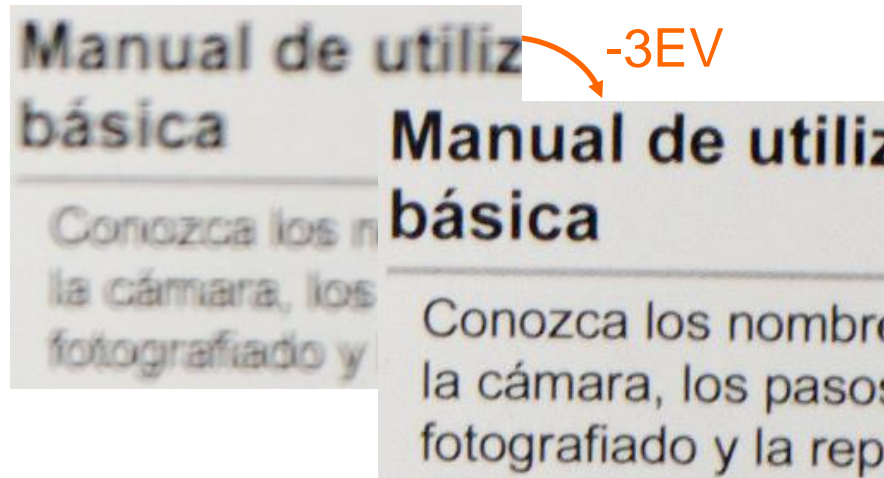 Manual de utiliz
básica
Conozca los n
la cámara, los
fotografiado y
-3EV
Manual de utiliz
básica
Conozca los nombre
la cámara, los pasos
fotografiado y la rep